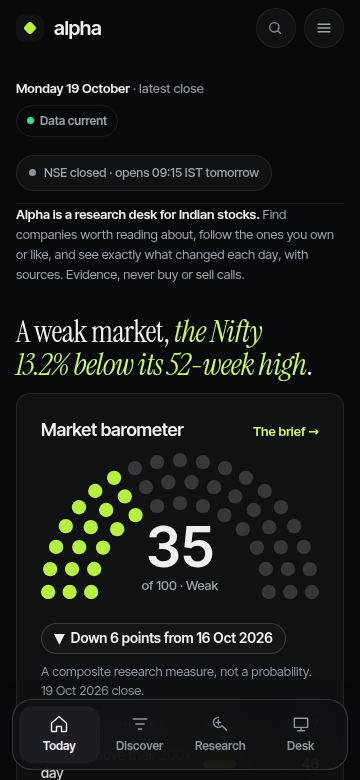 alpha
Monday 19 October · latest close
Data current
NSE closed · opens 09:15 IST tomorrow
Alpha is a research desk for Indian stocks. Find
companies worth reading about, follow the ones you own
or like, and see exactly what changed each day, with
sources. Evidence, never buy or sell calls.
A weak market, the Nifty
13.2% below its 52-week high.
Market barometer
The brief →
35
of 100 · Weak
▼ Down 6 points from 16 Oct 2026
A composite research measure, not a probability.
19 Oct 2026 close.
Today
Discover
Research
Desk
46
day